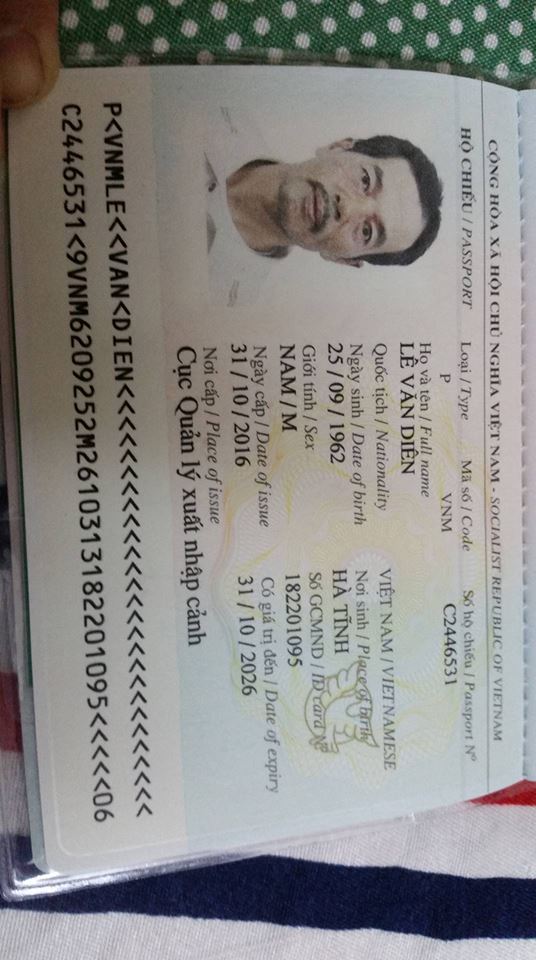 CỘNG HÒA XÃ HỘI CHỦ NGHĨA VIỆT NAM - SOCIALIST REPUBLIC OF VIETNAM
HỘ CHIẾU / PASSPORT
Loại / Type
Mã số / Code
Số hộ chiếu / Passport Nº
P
VNM
C2446531
Họ và tên / Full name
LÊ VĂN DIÊN
Quốc tịch / Nationality
VIỆT NAM / VIETNAMESE
Ngày sinh / Date of birth
Nơi sinh / Place of birth
25 / 09 / 1962
HÀ TĨNH
Giới tính / Sex
Số GCMND / ID card Nº
NAM / M
182201095
Ngày cấp / Date of issue
Có giá trị đến / Date of expiry
31 / 10 / 2016
31 / 10 / 2026
Nơi cấp / Place of issue
Cục Quản lý xuất nhập cảnh
P<VNMLE<<VAN<DIEN<<<<<<<<<<<<<<<<<<<<<<<<<<<
C2446531<9VNM6209252M2610313182201095<<<<<06